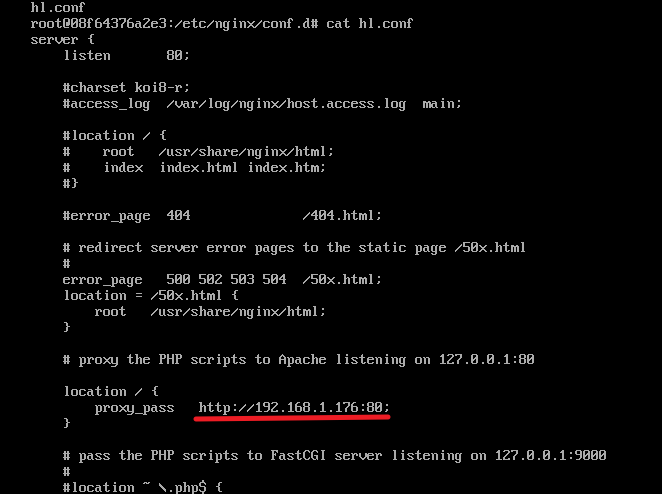 hl.conf
root@08f64376a2e3:/etc/nginx/conf.d# cat hl.conf
server {
    listen       80;
    #charset koi8-r;
    #access_log  /var/log/nginx/host.access.log  main;
    #location / {
    #    root   /usr/share/nginx/html;
    #    index  index.html index.htm;
    #}
    #error_page  404              /404.html;
    # redirect server error pages to the static page /50x.html
    #
    error_page   500 502 503 504  /50x.html;
    location = /50x.html {
        root   /usr/share/nginx/html;
    }
    # proxy the PHP scripts to Apache listening on 127.0.0.1:80
    location / {
        proxy_pass   http://192.168.1.176:80;
    }
    # pass the PHP scripts to FastCGI server listening on 127.0.0.1:9000
    #
    #location ~ \.php$ {